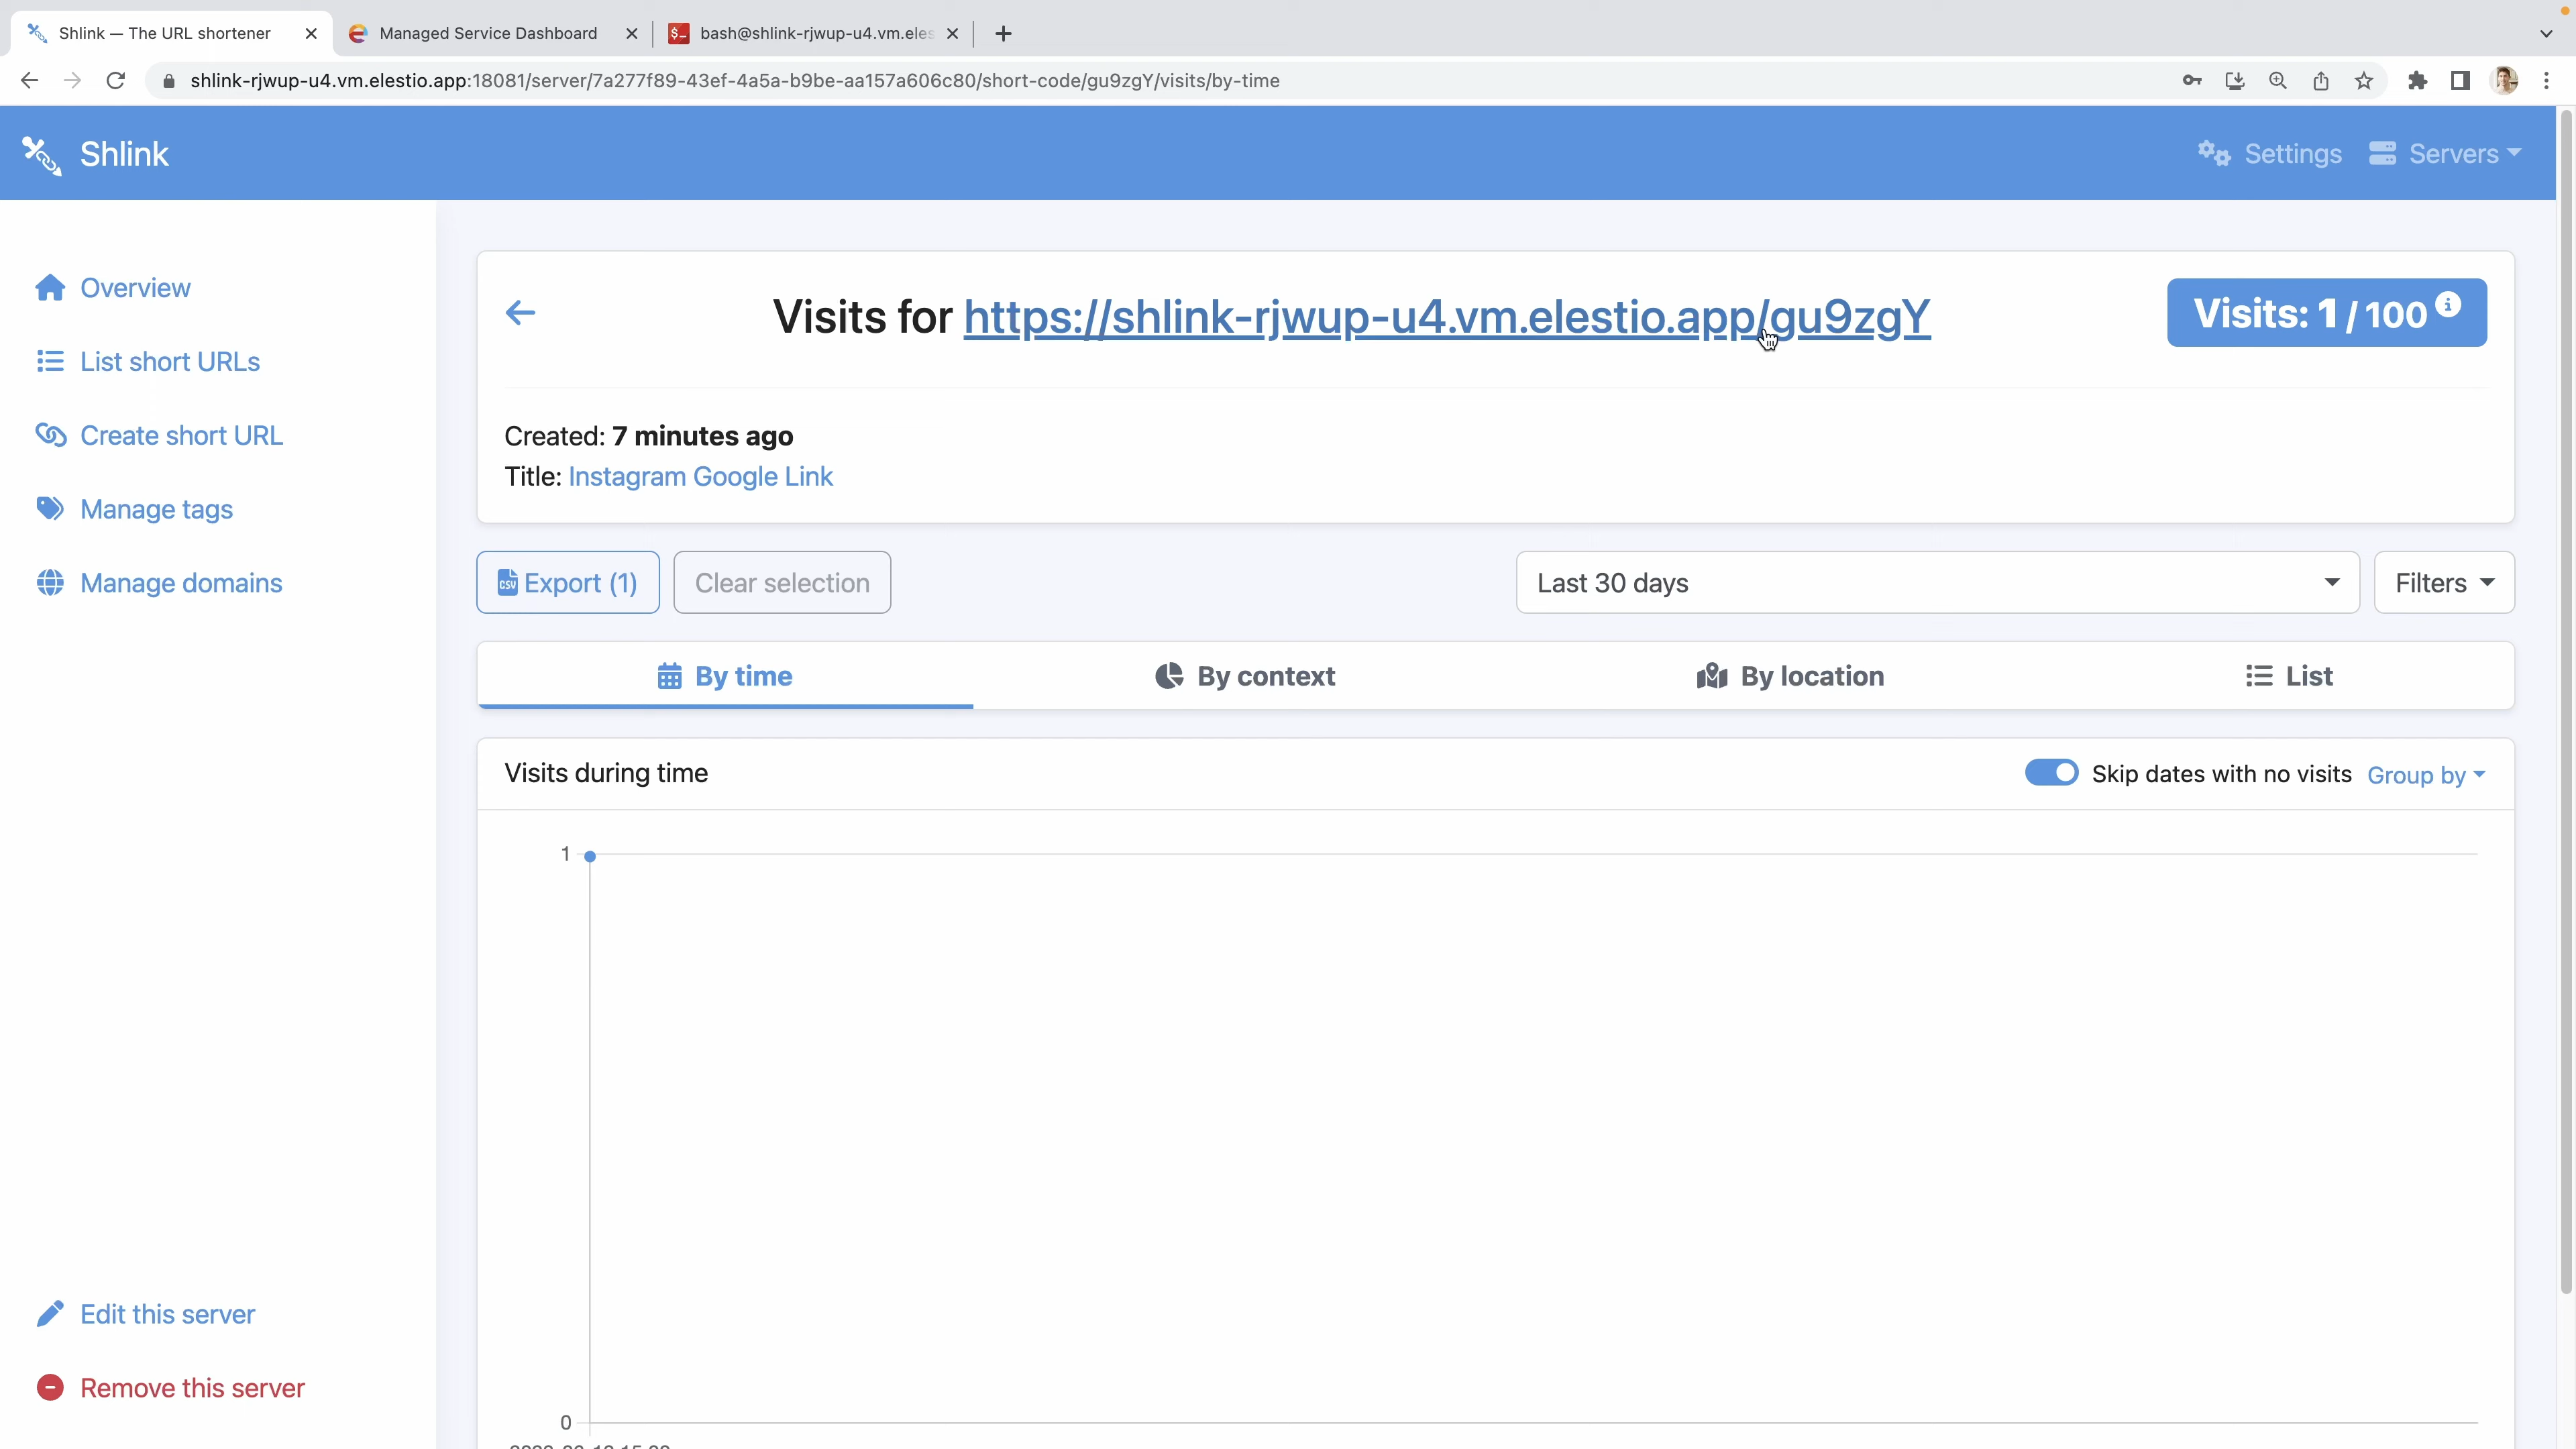 Shlink — The URL shortener
Managed Service Dashboard
bash@shlink-rjwup-u4.vm.eles
shlink-rjwup-u4.vm.elestio.app:18081/server/7a277f89-43ef-4a5a-b9be-aa157a606c80/short-code/gu9zgY/visits/by-time
Shlink
Settings
Servers
Overview
List short URLs
Create short URL
Manage tags
Manage domains
Edit this server
Remove this server
Visits for https://shlink-rjwup-u4.vm.elestio.app/gu9zgY
Visits: 1 / 100
Created: 7 minutes ago
Title: Instagram Google Link
CSV Export (1)
Clear selection
Last 30 days
Filters
By time
By context
By location
List
Visits during time
Skip dates with no visits
Group by
1
0